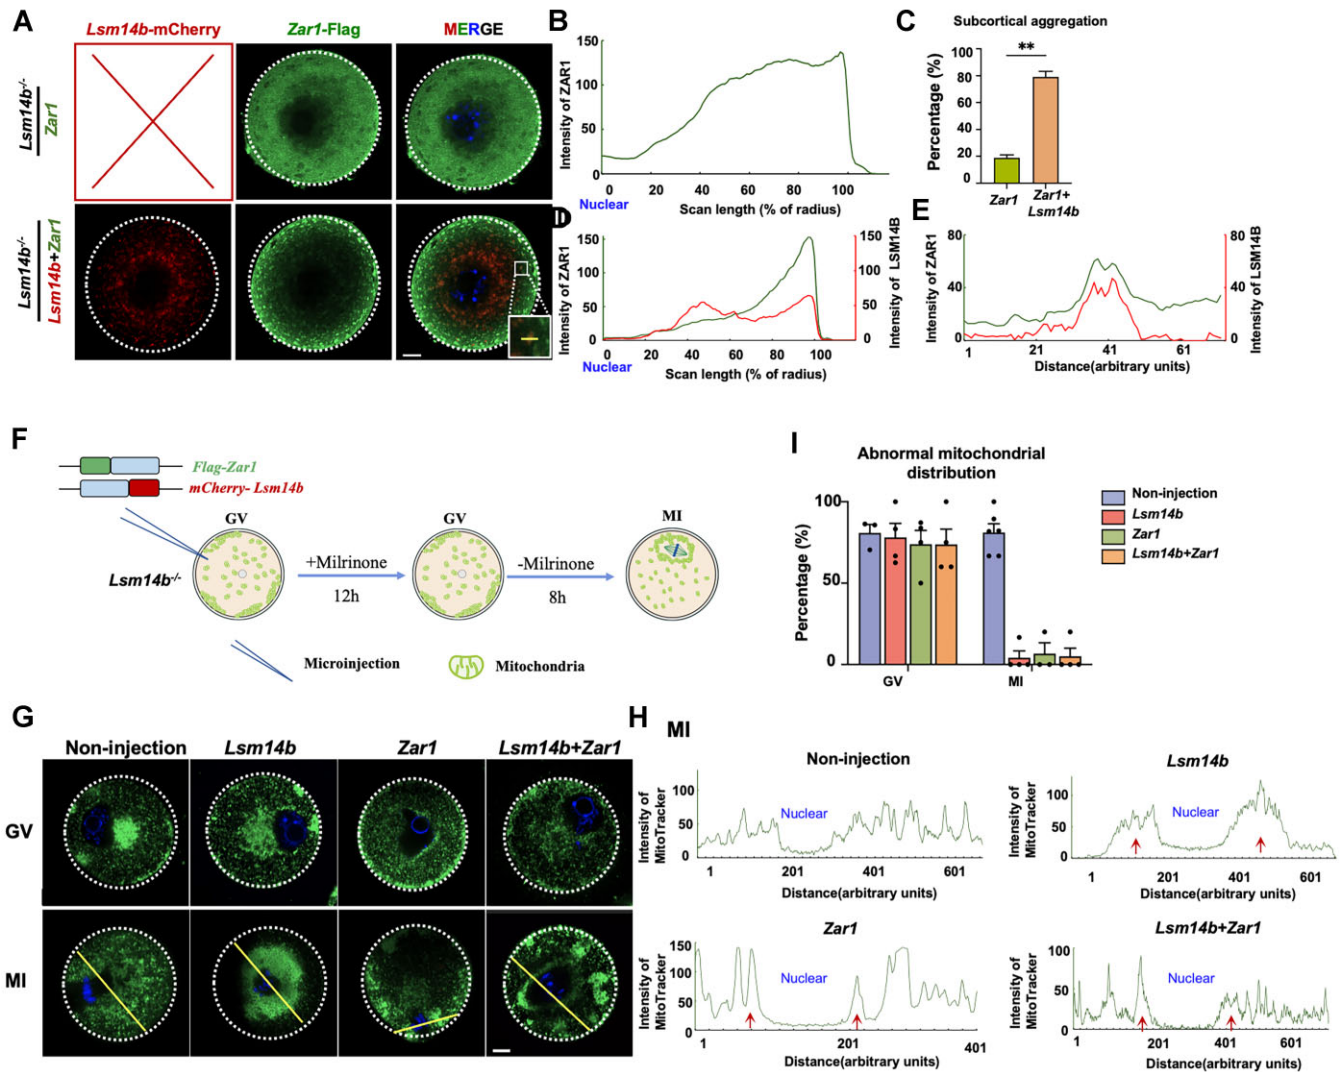 A
Lsm14b-mCherry
Zar1-Flag
MERGE
Lsm14b-/-
Zar1
Lsm14b-/-
Lsm14b+Zar1
B
Intensity of ZAR1
150
100
50
0
0 20 40 60 80 100
Nuclear
Scan length (% of radius)
C
Subcortical aggregation
Percentage (%)
100
80
60
40
20
0
**
Zar1
Zar1+
Lsm14b
D
Intensity of ZAR1
150
100
50
0
Intensity of LSM14B
150
100
50
0
0 20 40 60 80 100
Nuclear
Scan length (% of radius)
E
Intensity of ZAR1
80
40
0
Intensity of LSM14B
80
40
0
1 21 41 61
Distance(arbitrary units)
F
Flag-Zar1
mCherry- Lsm14b
GV
GV
MI
Lsm14b-/-
+Milrinone
12h
-Milrinone
8h
Microinjection
Mitochondria
I
Abnormal mitochondrial
distribution
Percentage (%)
100
50
0
GV
MI
Non-injection
Lsm14b
Zar1
Lsm14b+Zar1
G
Non-injection
Lsm14b
Zar1
Lsm14b+Zar1
GV
MI
H
MI
Non-injection
Intensity of
MitoTracker
100
50
0
Nuclear
1 201 401 601
Distance(arbitrary units)
Lsm14b
Intensity of
MitoTracker
100
50
0
Nuclear
1 201 401 601
Distance(arbitrary units)
Zar1
Intensity of
MitoTracker
150
100
50
0
Nuclear
1 201 401
Distance(arbitrary units)
Lsm14b+Zar1
Intensity of
MitoTracker
100
50
0
Nuclear
1 201 401 601
Distance(arbitrary units)